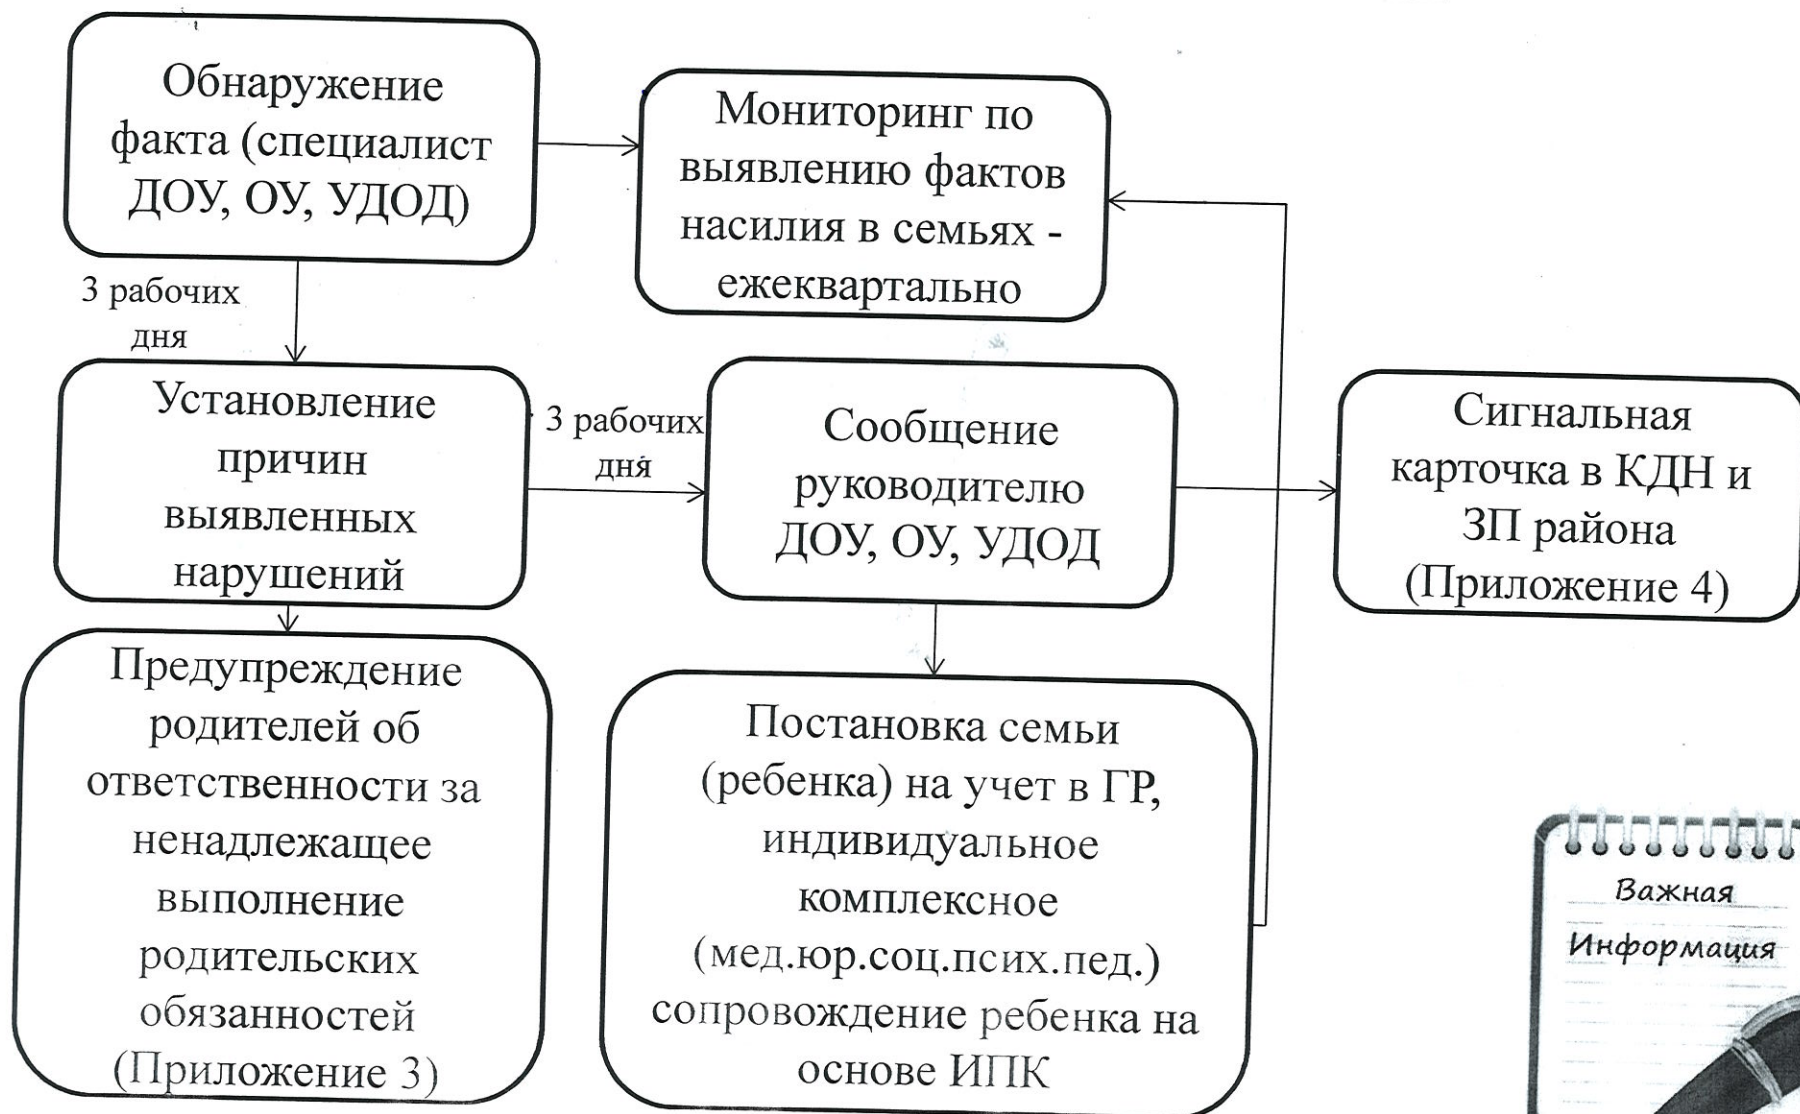 Обнаружение
факта (специалист
ДОУ, ОУ, УДОД)
Мониторинг по
выявлению фактов
насилия в семьях -
ежеквартально
3 рабочих
дня
Установление
причин
выявленных
нарушений
3 рабочих
дня
Сообщение
руководителю
ДОУ, ОУ, УДОД
Сигнальная
карточка в КДН и
ЗП района
(Приложение 4)
Предупреждение
родителей об
ответственности за
ненадлежащее
выполнение
родительских
обязанностей
(Приложение 3)
Постановка семьи
(ребенка) на учет в ГР,
индивидуальное
комплексное
(мед.юр.соц.псих.пед.)
сопровождение ребенка на
основе ИПК
Важная
Информация